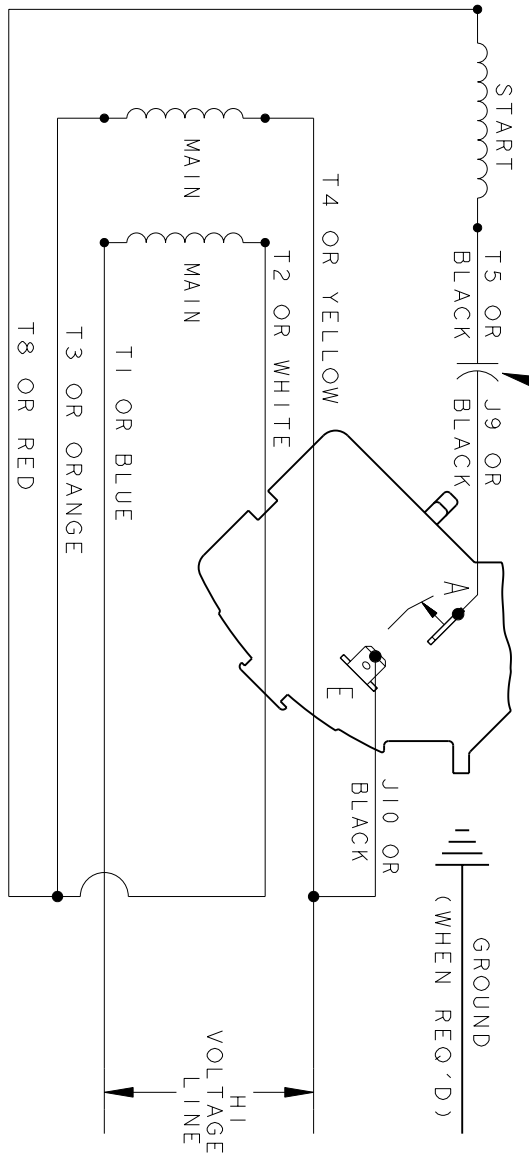 START
T5 OR
BLACK
J9 OR
BLACK
MAIN
MAIN
T4 OR YELLOW
T2 OR WHITE
T1 OR BLUE
T3 OR ORANGE
T8 OR RED
A
E
J10 OR
BLACK
GROUND
(WHEN REQ'D)
HI
VOLTAGE
LINE